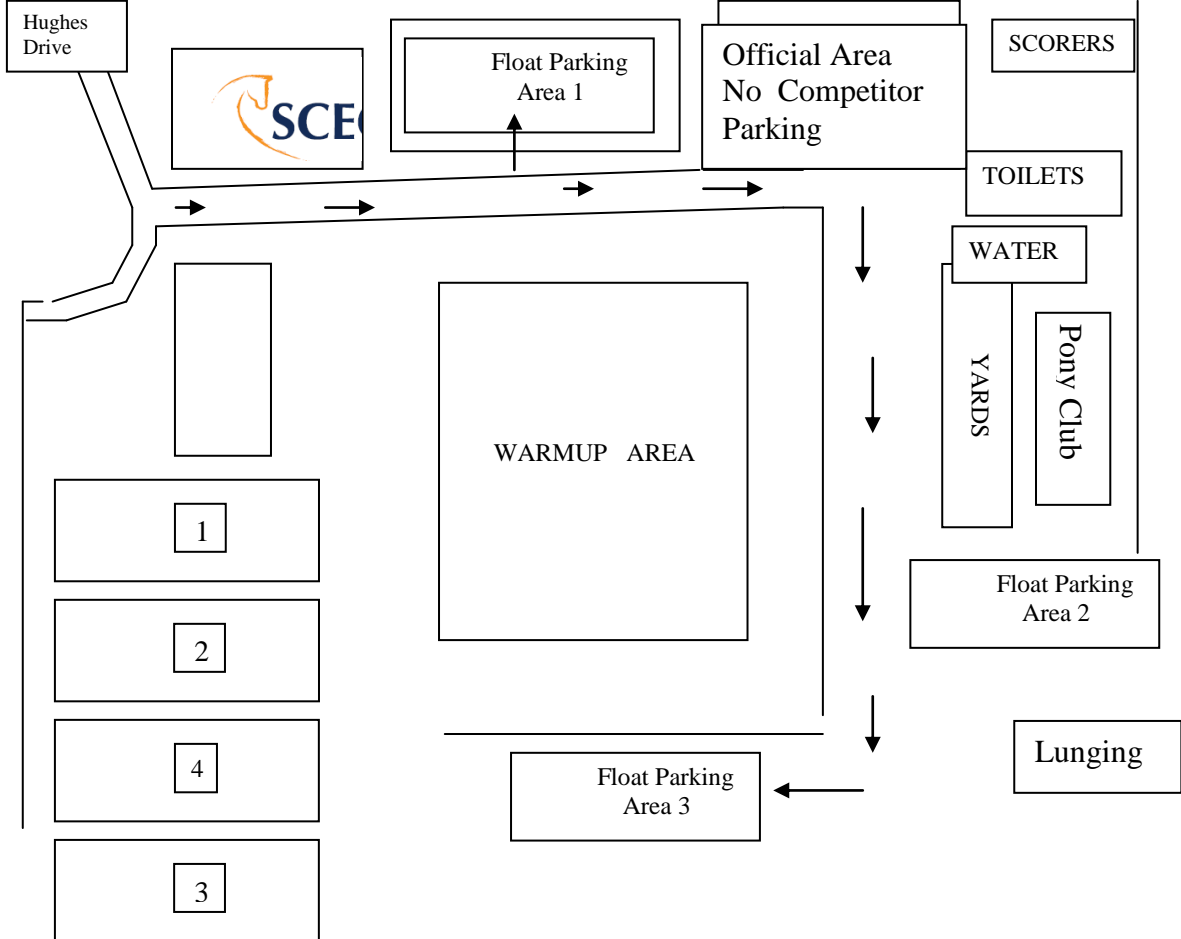 Hughes
Drive
SCE
Float Parking
Area 1
Official Area
No Competitor
Parking
SCORERS
TOILETS
WATER
YARDS
Pony Club
WARMUP AREA
1
2
4
3
Float Parking
Area 2
Lunging
Float Parking
Area 3